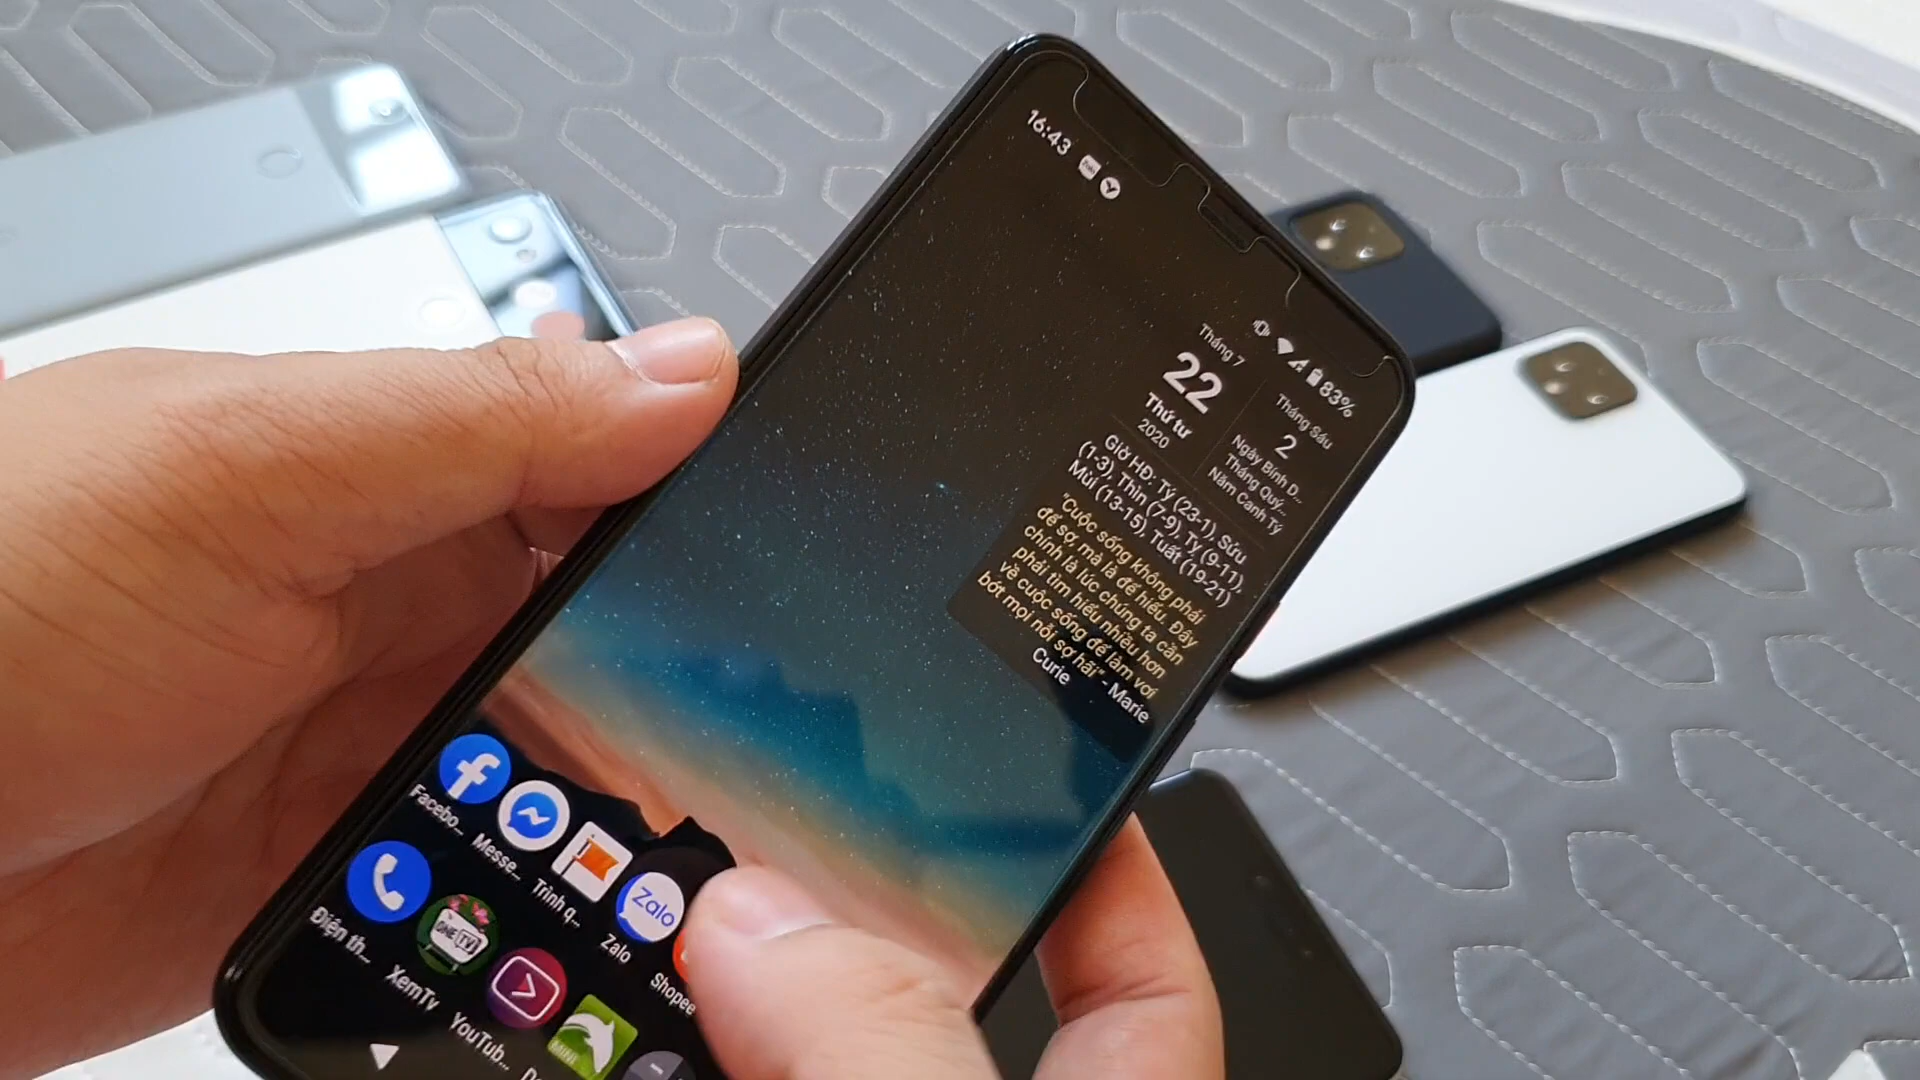 16:43
83%
Tháng 7
22
Thứ tư
2020
Tháng Sáu
2
Ngày Bính D...
Tháng Quý...
Năm Canh Tý
Giờ HĐ: Tý (23-1), Sửu
(1-3), Thìn (7-9), Tỵ (9-11),
Mùi (13-15), Tuất (19-21)
"Cuộc sống không phải
để sợ, mà là để hiểu. Đây
chính là lúc chúng ta cần
phải tìm hiểu nhiều hơn
về cuộc sống để làm vơi
bớt mọi nỗi sợ hãi" - Marie
Curie
Facebo...
Messe...
Trình q...
Zalo
Zalo
Shopee
Điện th...
ONE TV
XemTv
YouTub...
MINI